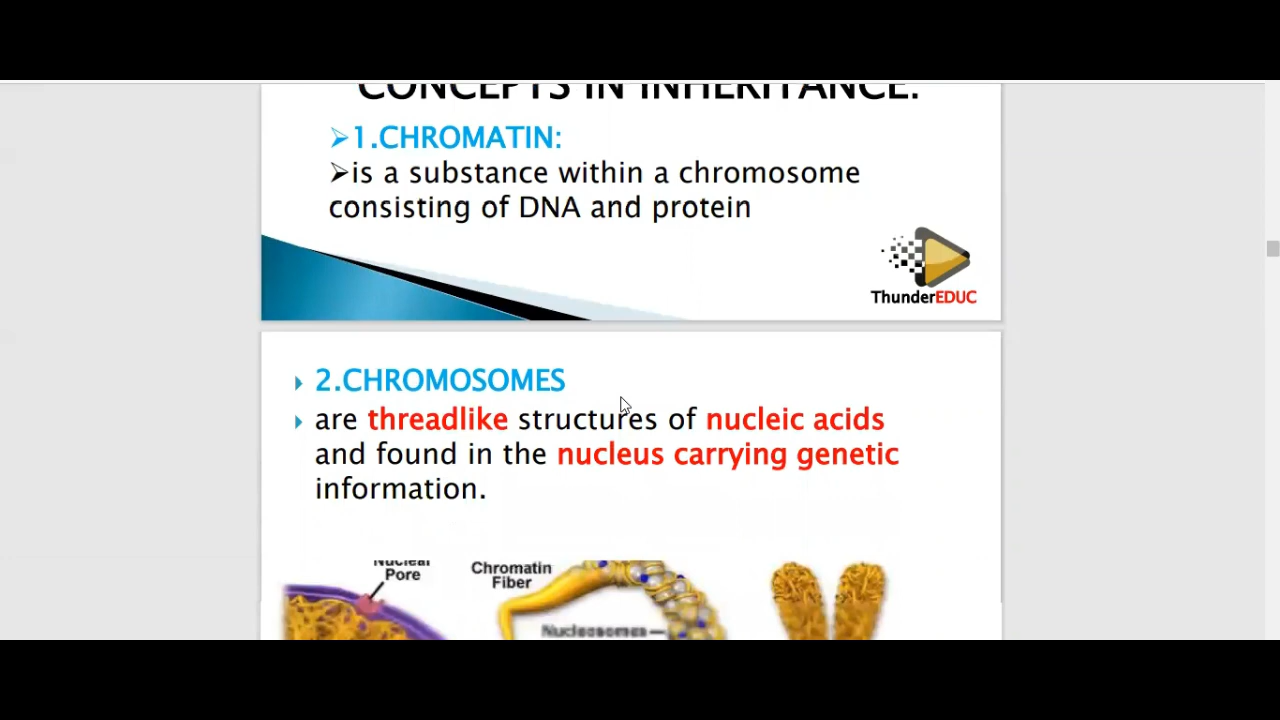 CONCEPTS IN INHERITANCE:
➢1.CHROMATIN:
➢is a substance within a chromosome
consisting of DNA and protein
ThunderEDUC
2.CHROMOSOMES
are threadlike structures of nucleic acids
and found in the nucleus carrying genetic
information.
Nuclear
Pore
Chromatin
Fiber
Nucleosomes